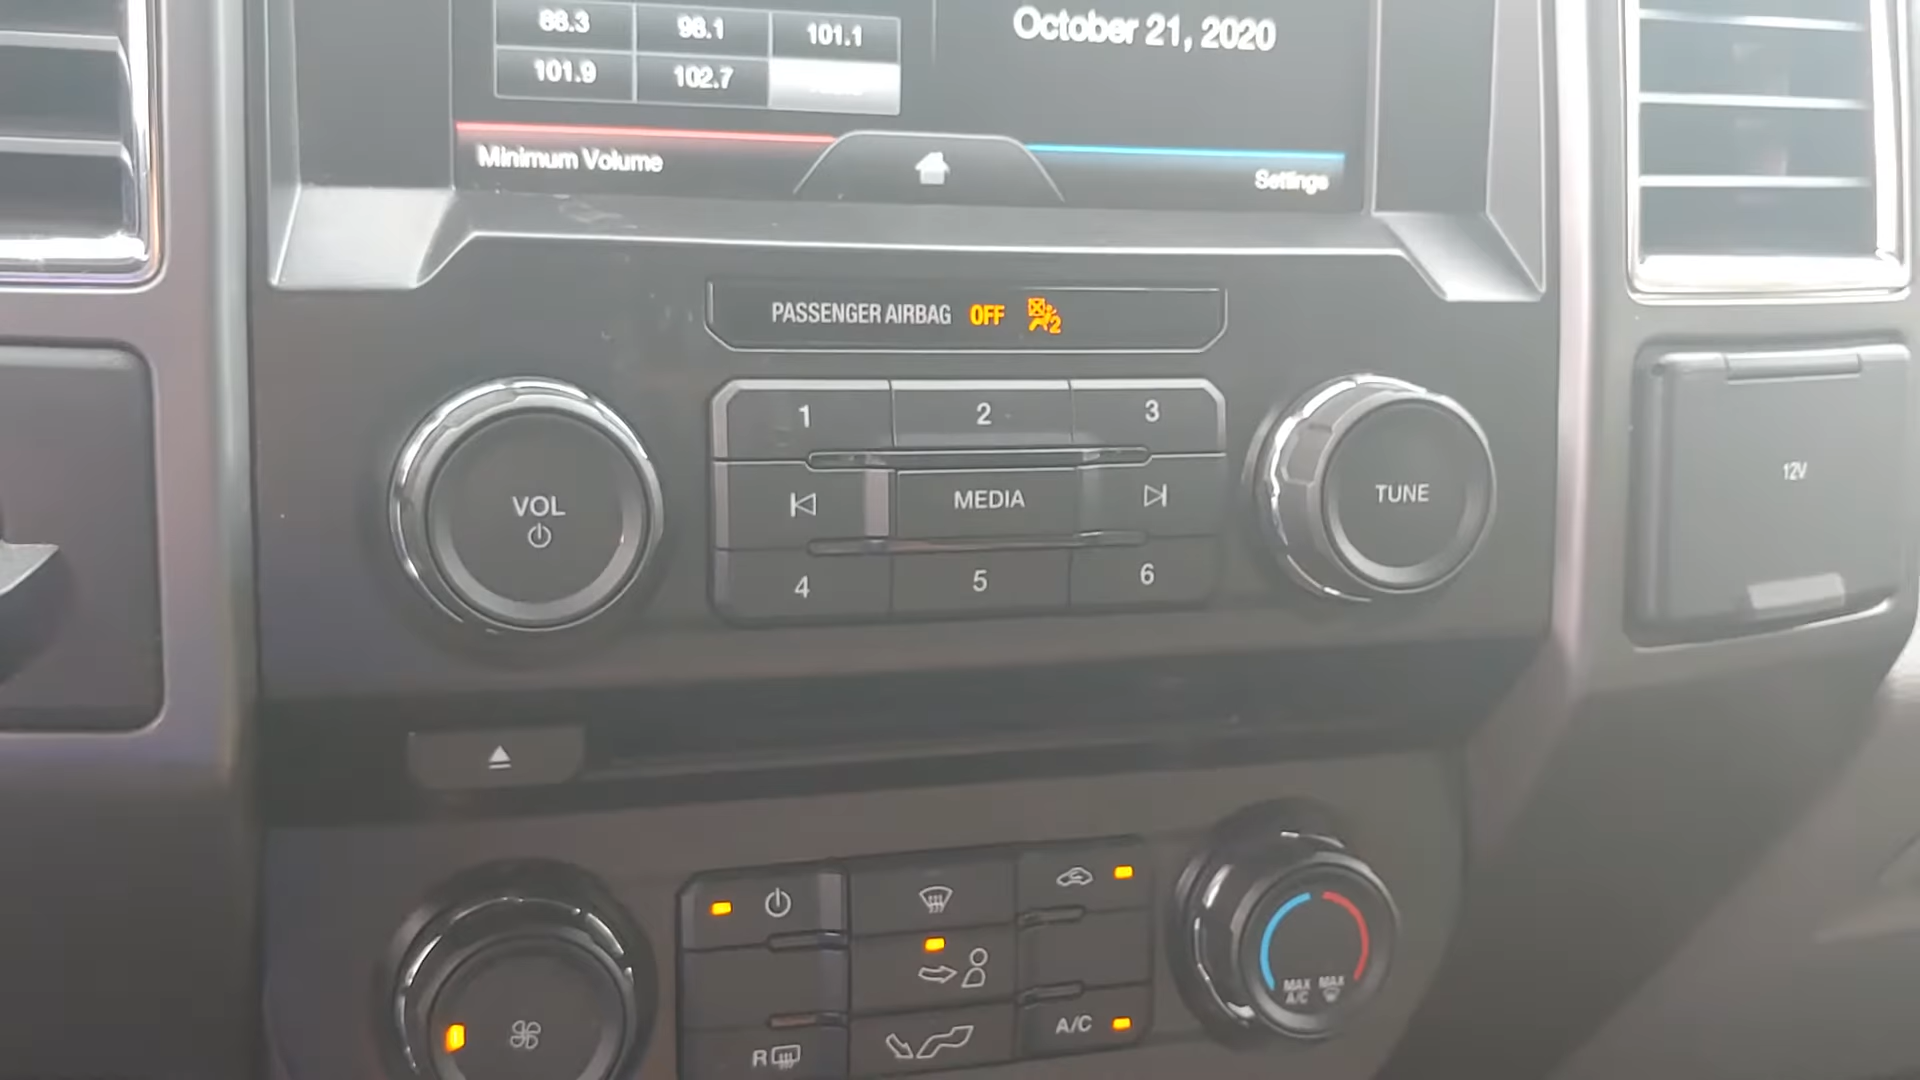 88.3 98.1 101.1
101.9 102.7
October 21, 2020
Minimum Volume
Settings
PASSENGER AIRBAG OFF 2
1 2 3
VOL
MEDIA
TUNE
12V
4 5 6
MAX A/C
MAX
A/C
R